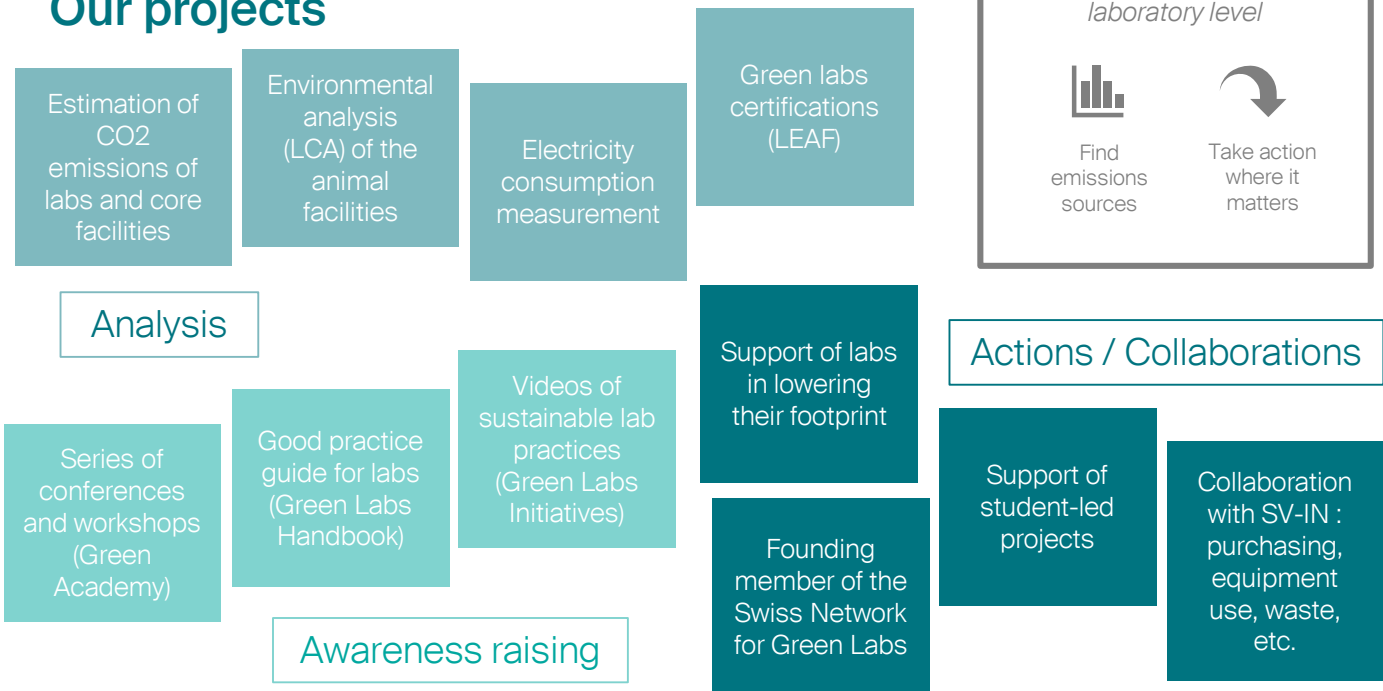 Our projects
laboratory level
Find
emissions
sources
Take action
where it
matters
Estimation of
CO2
emissions of
labs and core
facilities
Environmental
analysis
(LCA) of the
animal
facilities
Electricity
consumption
measurement
Green labs
certifications
(LEAF)
Analysis
Support of labs
in lowering
their footprint
Actions / Collaborations
Series of
conferences
and workshops
(Green
Academy)
Good practice
guide for labs
(Green Labs
Handbook)
Videos of
sustainable lab
practices
(Green Labs
Initiatives)
Founding
member of the
Swiss Network
for Green Labs
Support of
student-led
projects
Collaboration
with SV-IN :
purchasing,
equipment
use, waste,
etc.
Awareness raising